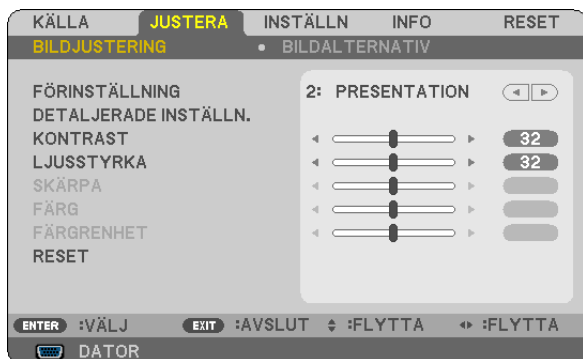 KÄLLA JUSTERA INSTÄLLN INFO RESET
BILDJUSTERING • BILDALTERNATIV
FÖRINSTÄLLNING 2: PRESENTATION
DETALJERADE INSTÄLLN.
KONTRAST 32
LJUSSTYRKA 32
SKÄRPA
FÄRG
FÄRGRENHET
RESET
ENTER :VÄLJ EXIT :AVSLUT :FLYTTA :FLYTTA
DATOR